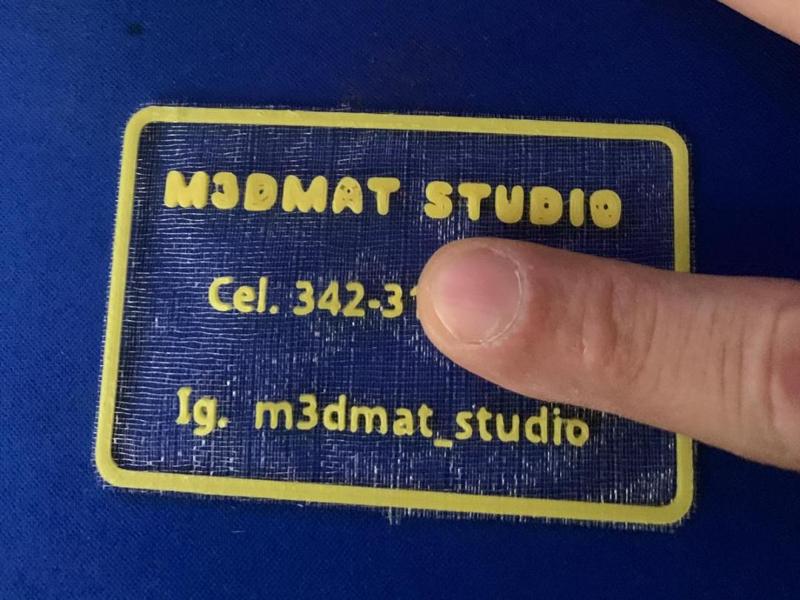 M3DMAT STUDIO
Cel. 342-31
Ig. m3dmat_studio